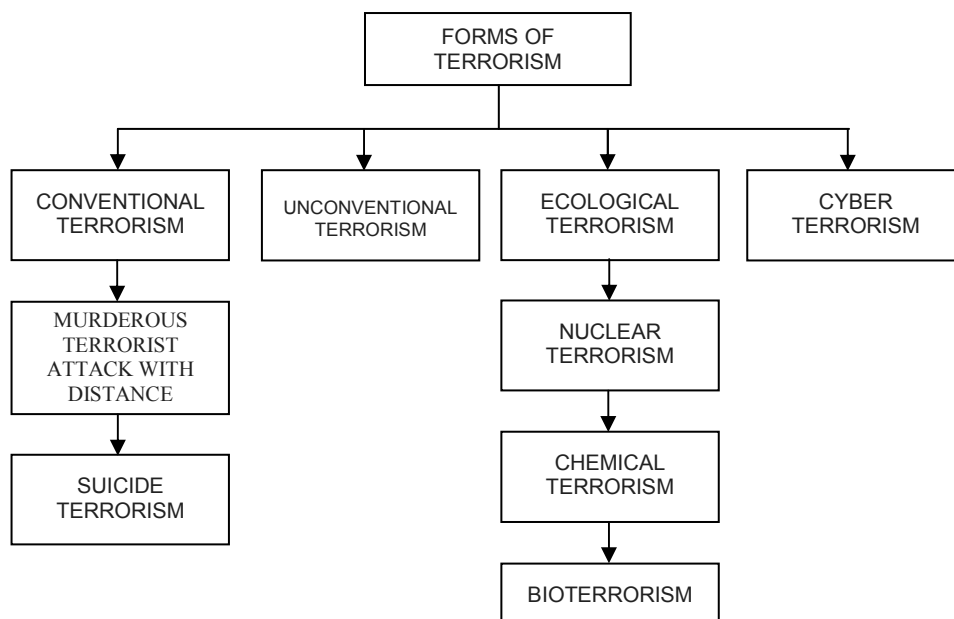 FORMS OF
TERRORISM
CONVENTIONAL
TERRORISM
UNCONVENTIONAL
TERRORISM
ECOLOGICAL
TERRORISM
CYBER
TERRORISM
MURDEROUS
TERRORIST
ATTACK WITH
DISTANCE
NUCLEAR
TERRORISM
SUICIDE
TERRORISM
CHEMICAL
TERRORISM
BIOTERRORISM